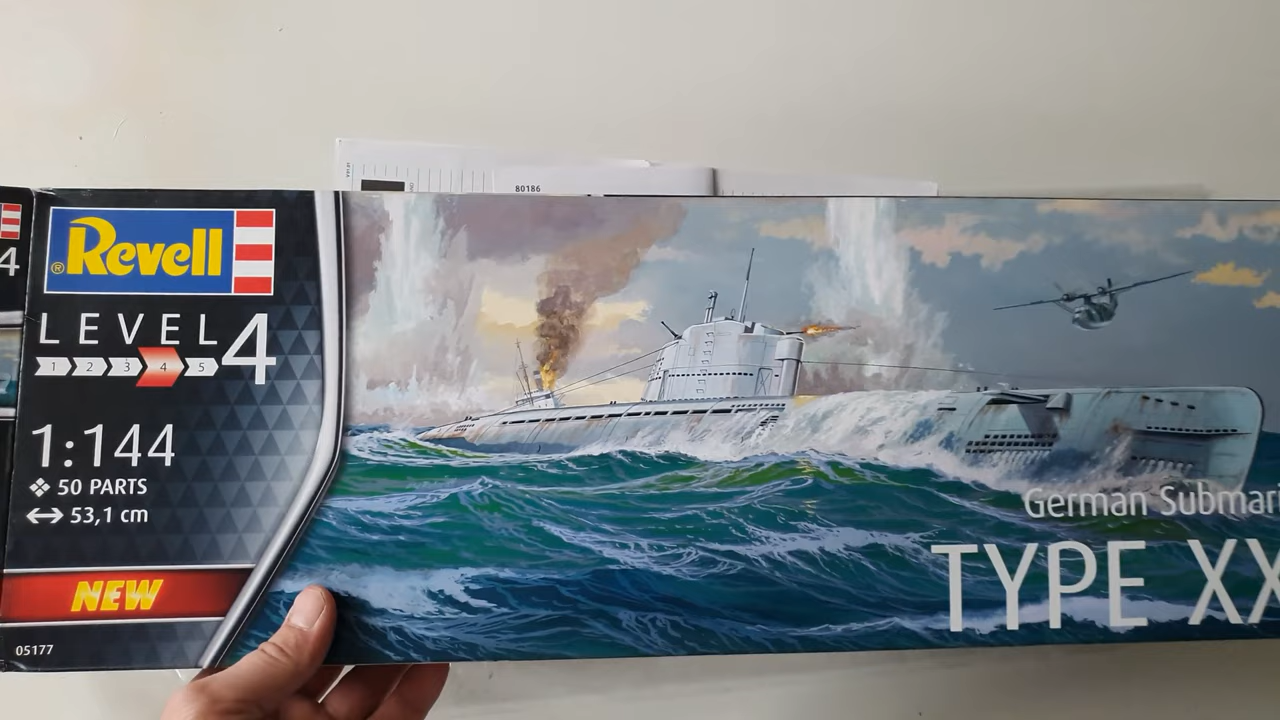 80186
4
® Revell
LEVEL 4
1 2 3 4 5
1:144
50 PARTS
53,1 cm
NEW
05177
German Submari
TYPE XX